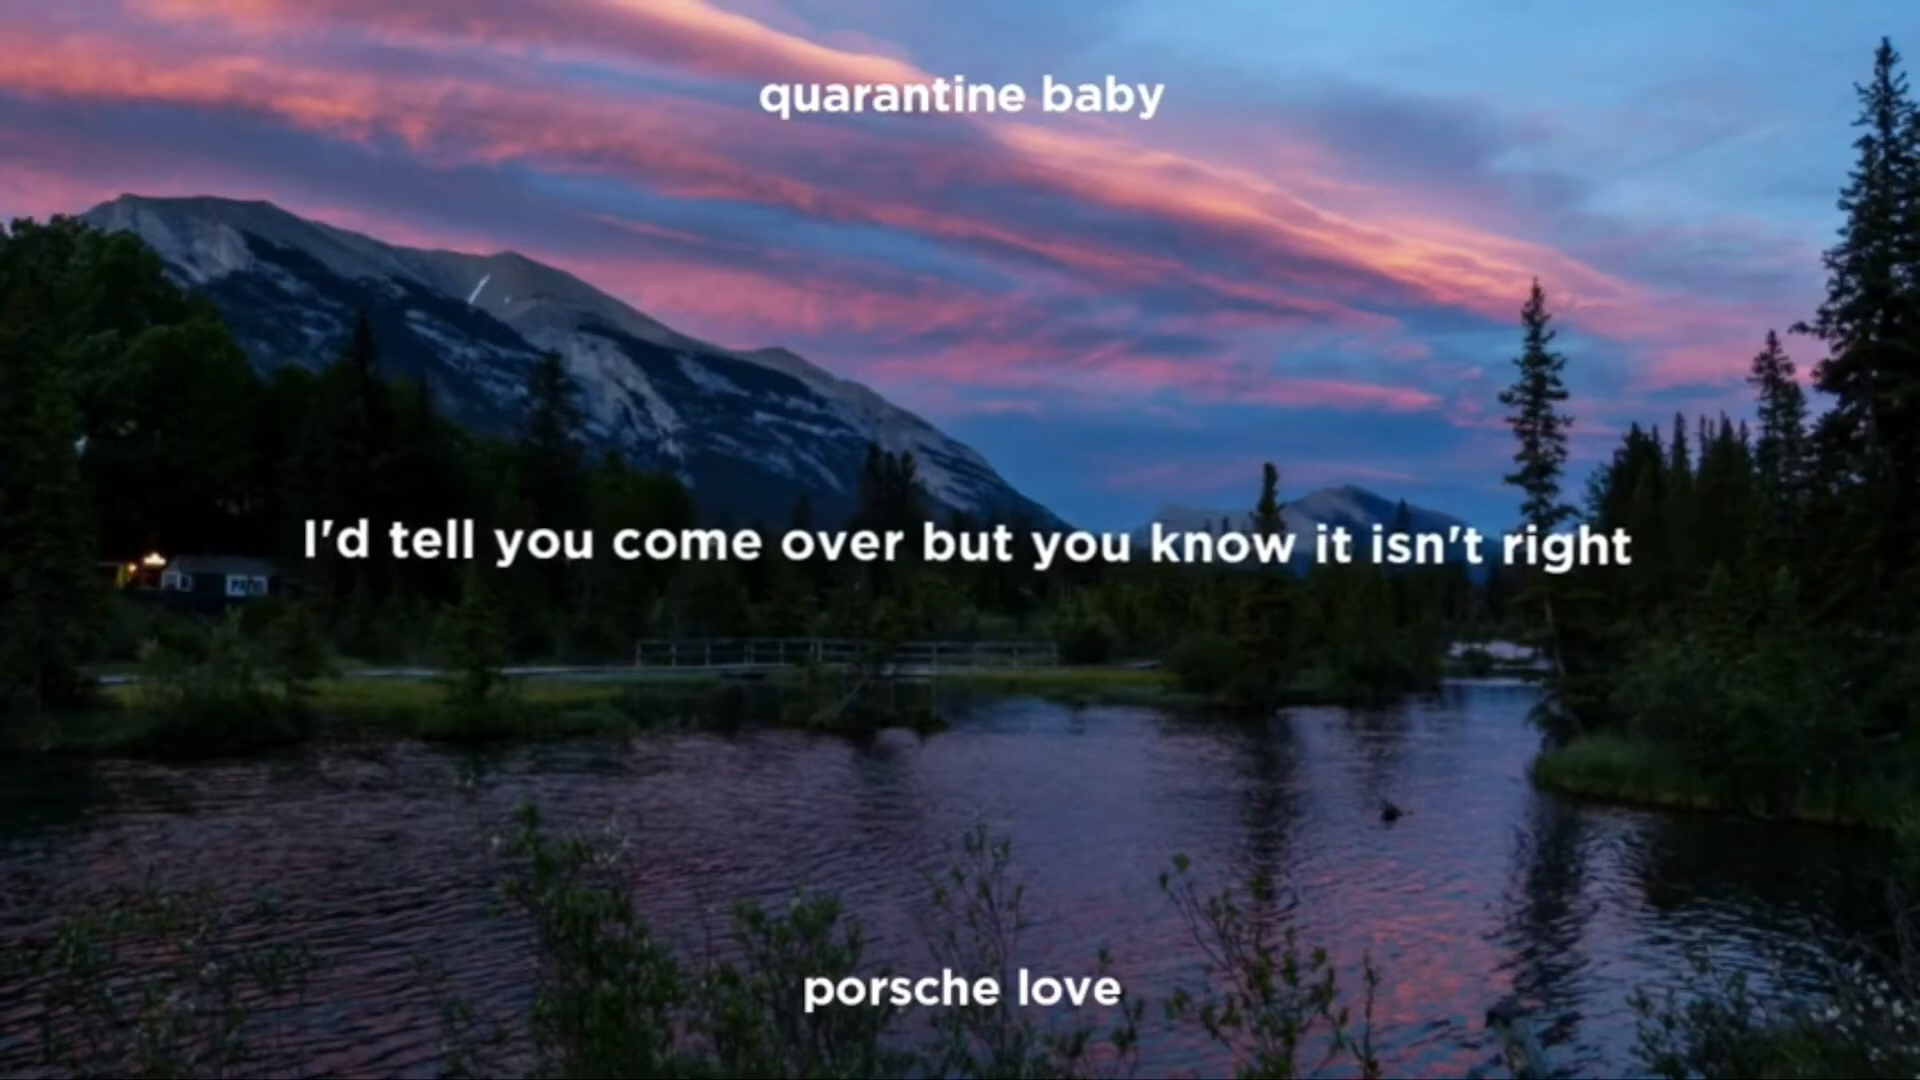 quarantine baby
I'd tell you come over but you know it isn't right
porsche love